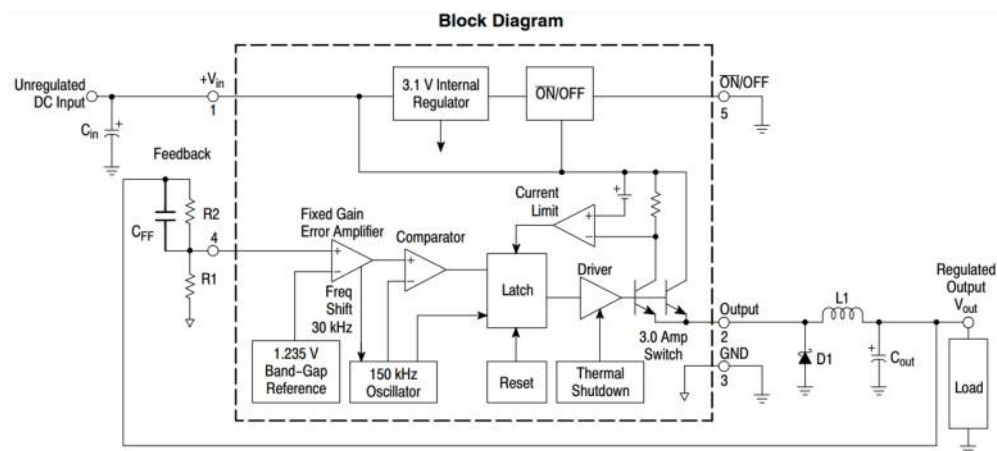 Block Diagram
Unregulated
DC Input
+Vin
1
Cin
+
3.1 V Internal
Regulator
O̅N̅/OFF
O̅N̅/OFF
5
Feedback
CFF
R2
4
R1
Fixed Gain
Error Amplifier
+
−
Freq
Shift
30 kHz
Comparator
+
−
Current
Limit
+
−
+
Latch
Driver
1.235 V
Band−Gap
Reference
150 kHz
Oscillator
Reset
Thermal
Shutdown
3.0 Amp
Switch
Output
2
GND
3
L1
D1
+
Cout
Regulated
Output
Vout
Load